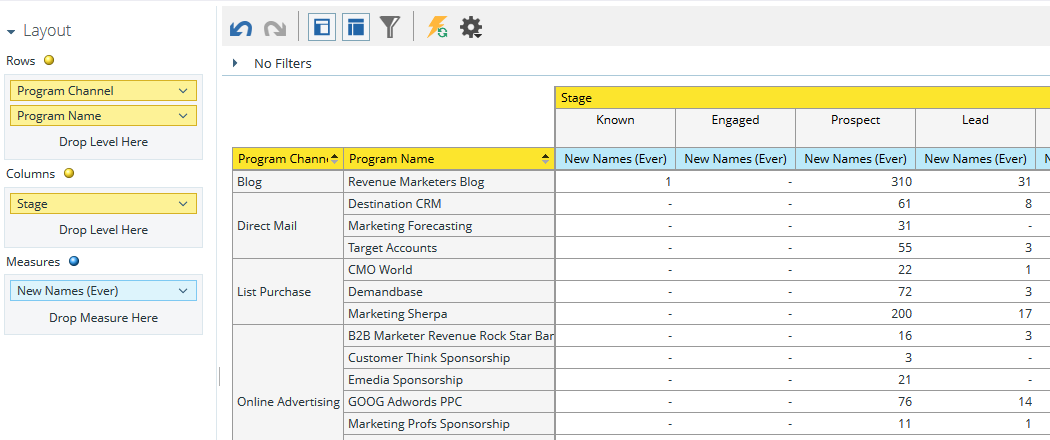 Layout
Rows
Program Channel
Program Name
Drop Level Here
Columns
Stage
Drop Level Here
Measures
New Names (Ever)
Drop Measure Here
No Filters
Stage
Known Engaged Prospect Lead
Program Chann Program Name New Names (Ever) New Names (Ever) New Names (Ever) New Names (Ever) N
Blog Revenue Marketers Blog 1 - 310 31
Direct Mail
Destination CRM - - 61 8
Marketing Forecasting - - 31 -
Target Accounts - - 55 3
List Purchase
CMO World - - 22 1
Demandbase - - 72 3
Marketing Sherpa - - 200 17
Online Advertising
B2B Marketer Revenue Rock Star Bar - - 16 3
Customer Think Sponsorship - - 3 -
Emedia Sponsorship - - 21 -
GOOG Adwords PPC - - 76 14
Marketing Profs Sponsorship - - 11 1